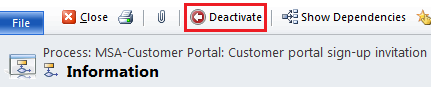 File Close Deactivate Show Dependencies
Process: MSA-Customer Portal: Customer portal sign-up invitation
Information